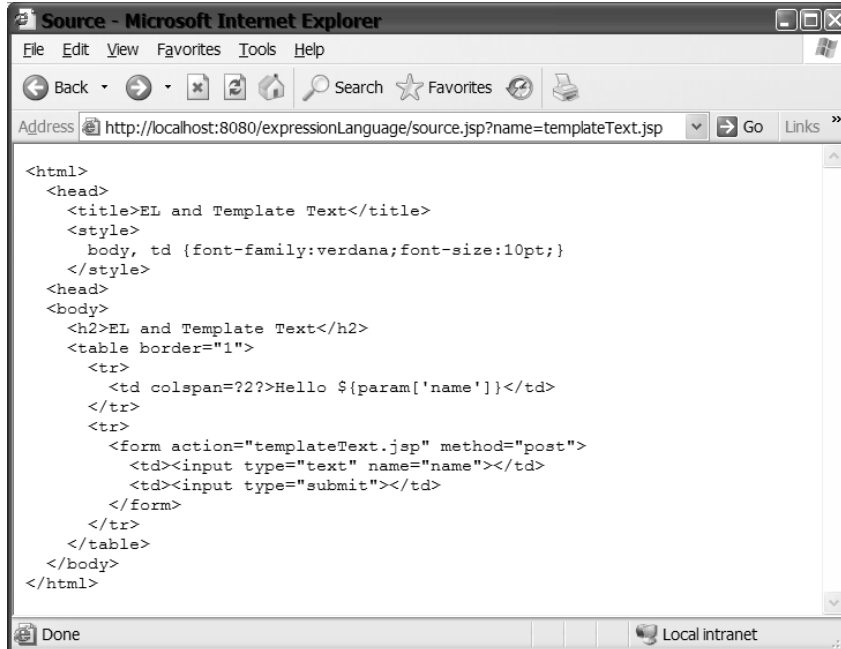 Source - Microsoft Internet Explorer
File Edit View Favorites Tools Help
Back Search Favorites
Address http://localhost:8080/expressionLanguage/source.jsp?name=templateText.jsp Go Links »
<html>
<head>
<title>EL and Template Text</title>
<style>
body, td {font-family:verdana;font-size:10pt;}
</style>
<head>
<body>
<h2>EL and Template Text</h2>
<table border="1">
<tr>
<td colspan=?2?>Hello ${param['name']}</td>
</tr>
<tr>
<form action="templateText.jsp" method="post">
<td><input type="text" name="name"></td>
<td><input type="submit"></td>
</form>
</tr>
</table>
</body>
</html>
Done Local intranet